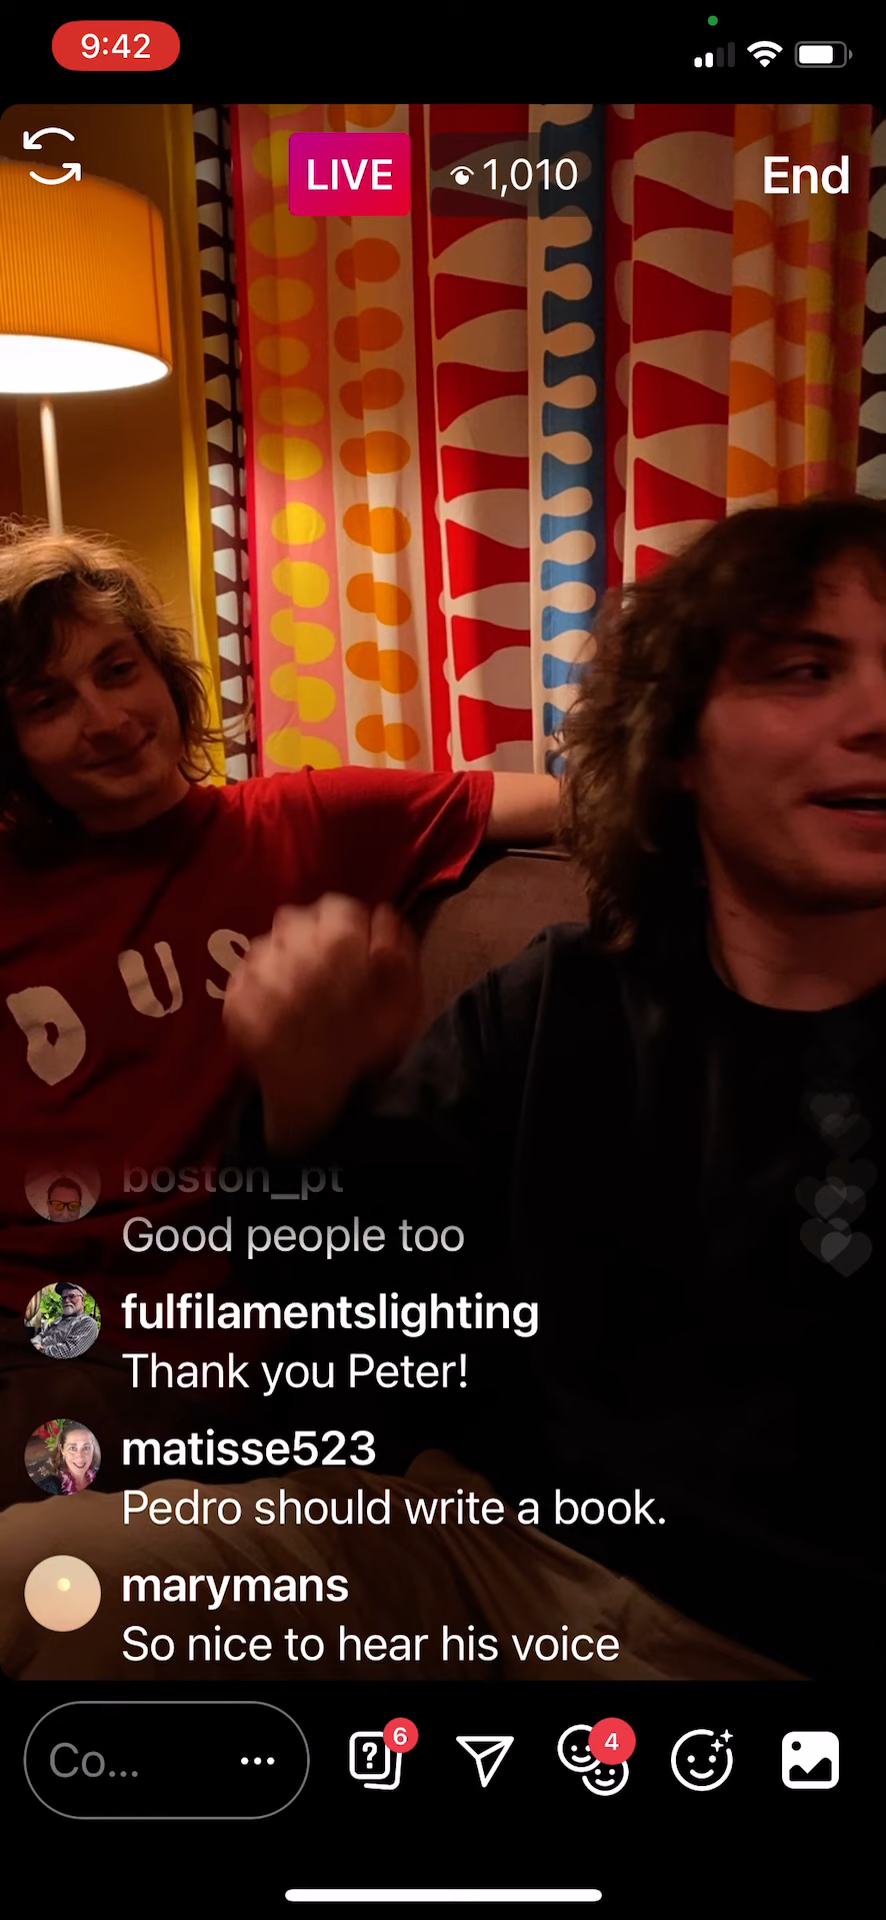 9:42
LIVE
1,010
End
D US
boston_pt
Good people too
fulfilamentslighting
Thank you Peter!
matisse523
Pedro should write a book.
marymans
So nice to hear his voice
Co...
6
4